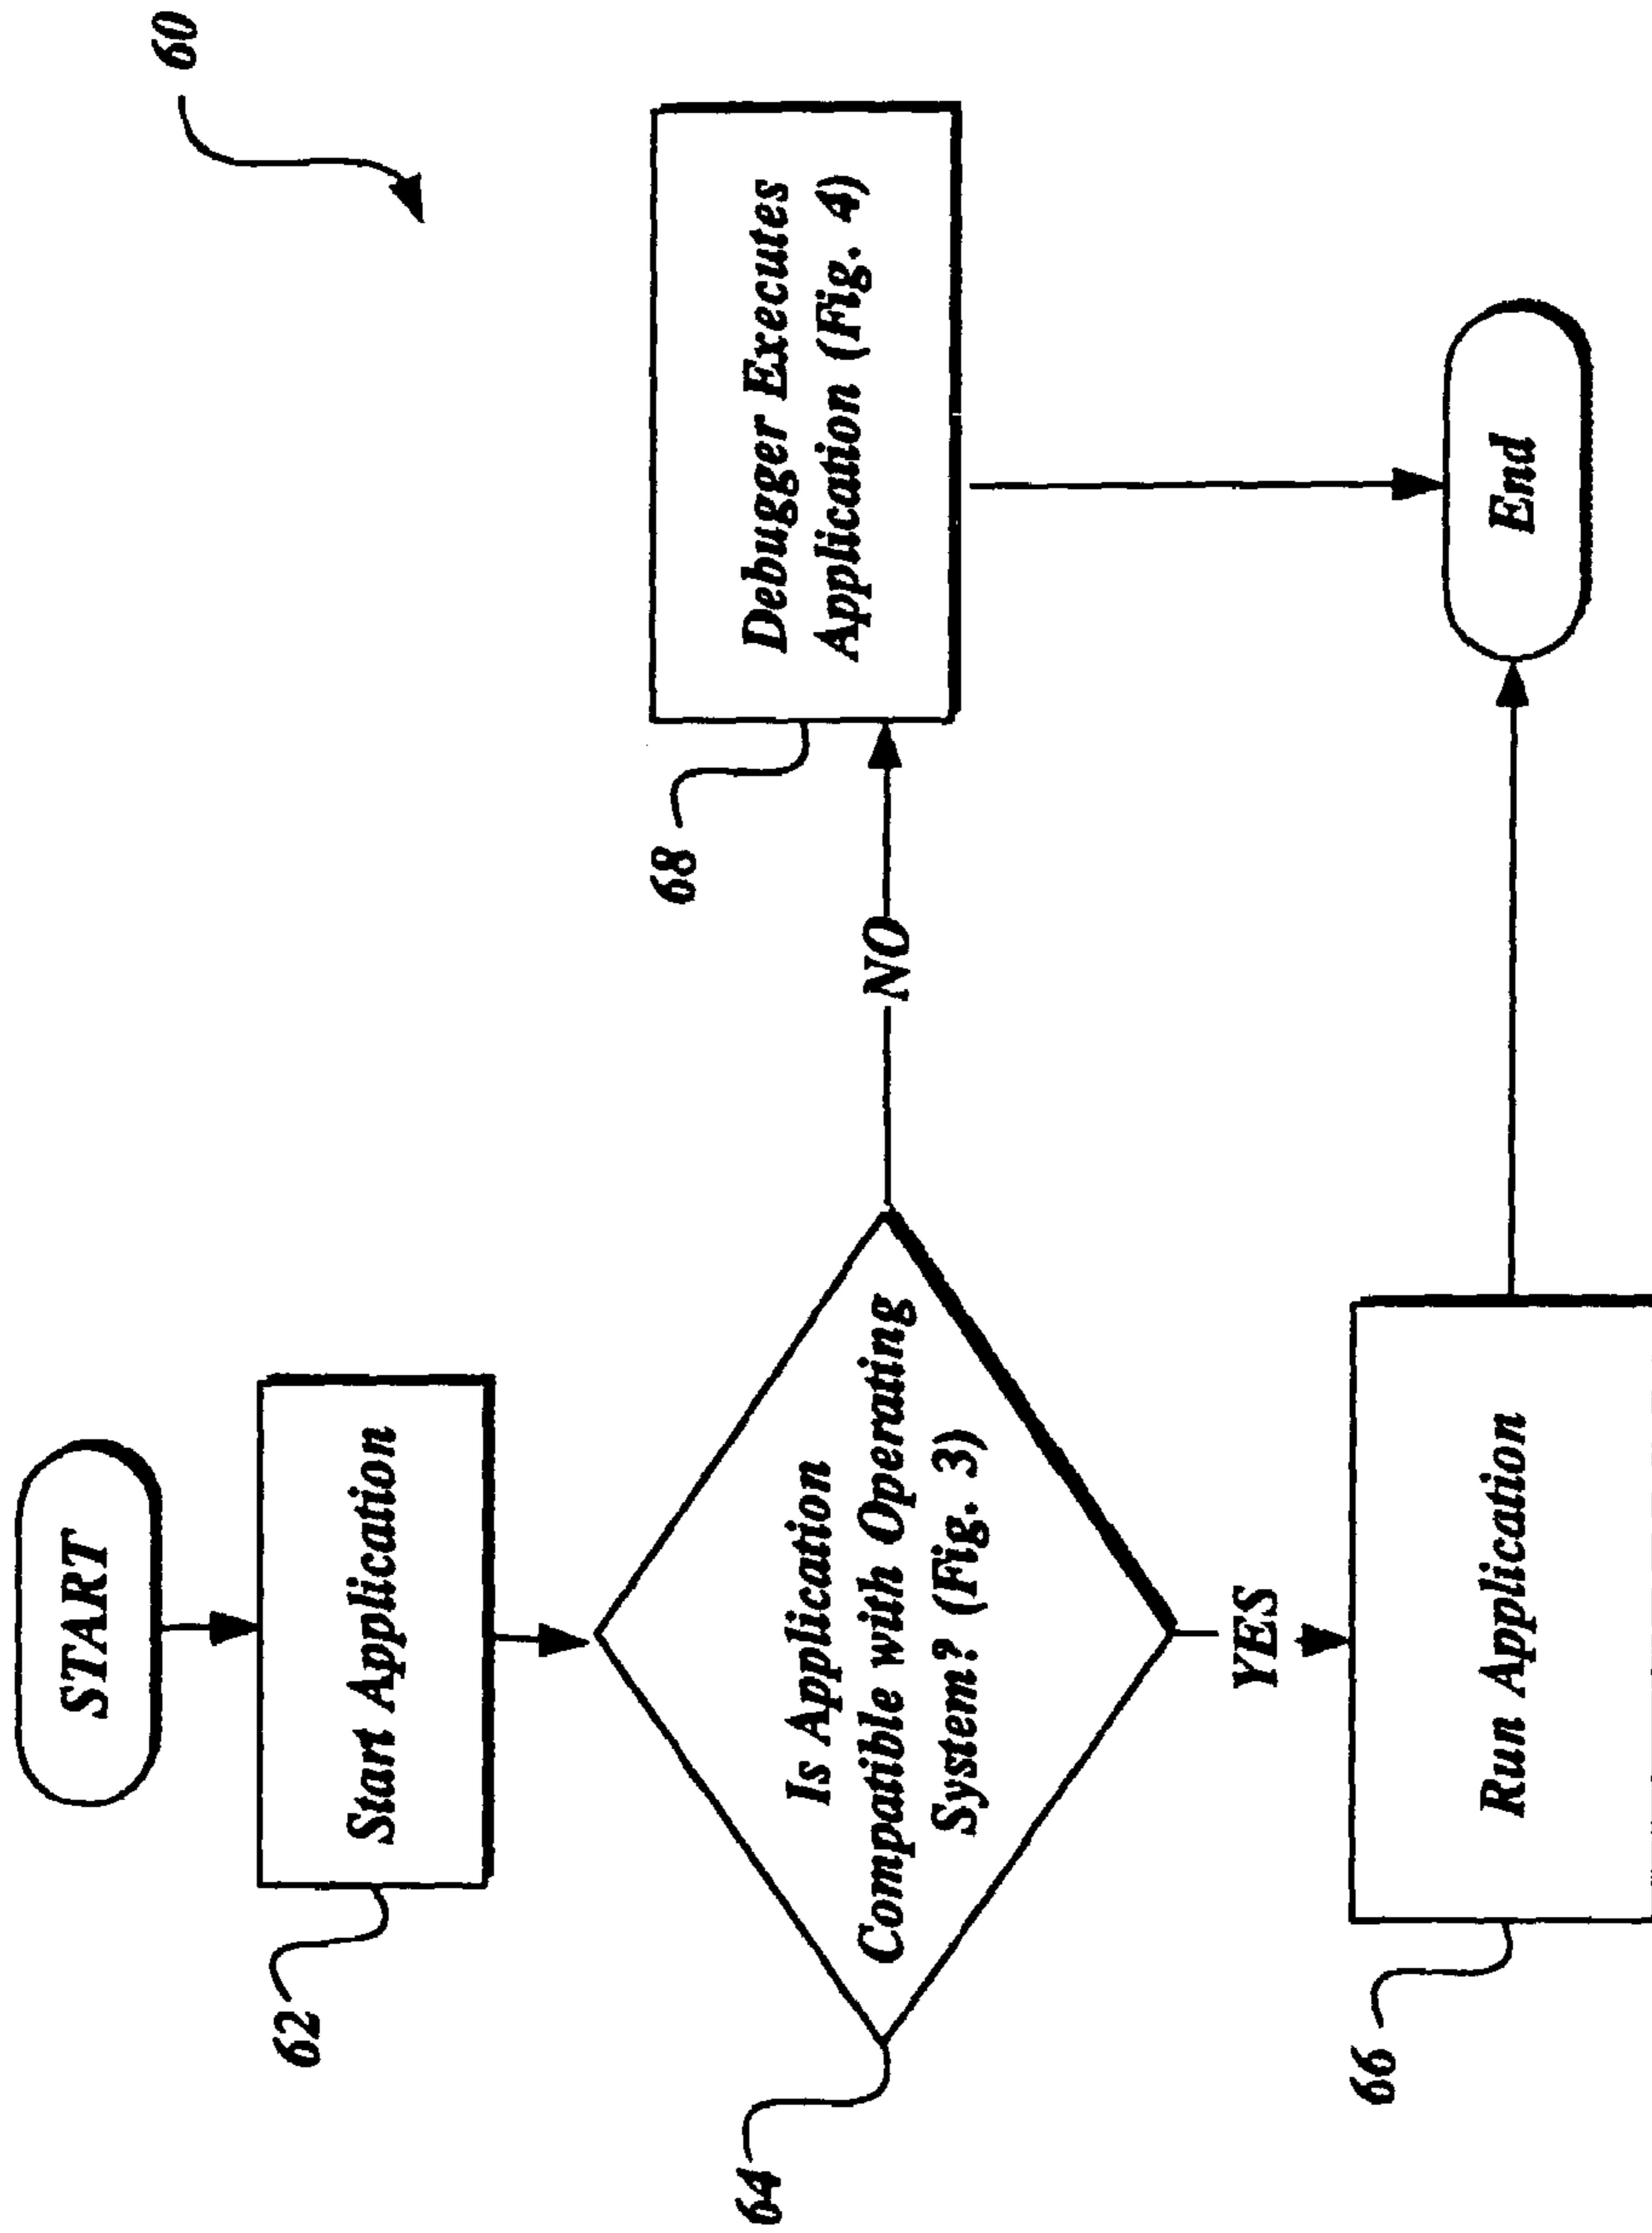 60
START
62
Start Application
64
Is Application
Compatible with Operating
System? (Fig. 3)
NO
68
Debugger Executes
Application (Fig. 4)
YES
66
Run Application
End